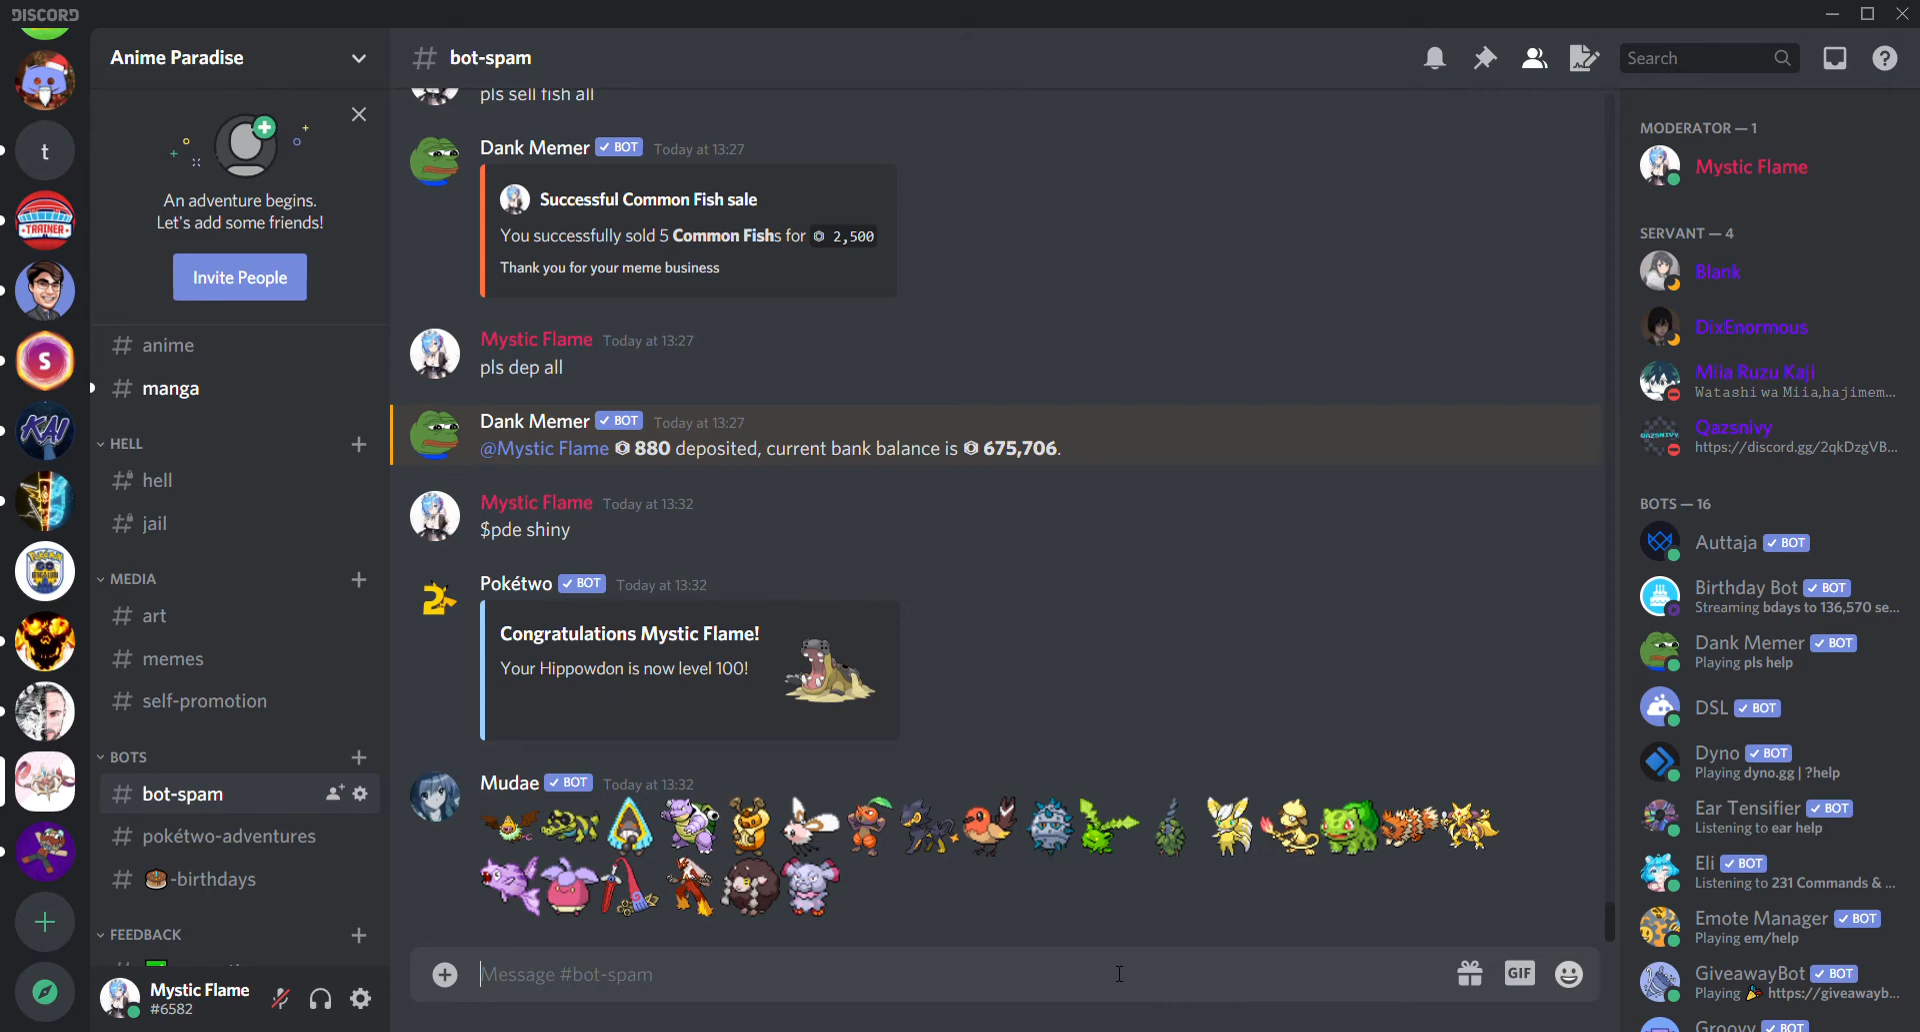 DISCORD
Anime Paradise
An adventure begins.
Let's add some friends!
Invite People
anime
manga
HELL
hell
jail
MEDIA
art
memes
self-promotion
BOTS
bot-spam
pokétwo-adventures
-birthdays
FEEDBACK
Mystic Flame
#6582
t
TRAINER
S
KAI
bot-spam
Search
pls sell fish all
Dank Memer BOT Today at 13:27
Successful Common Fish sale
You successfully sold 5 Common Fishs for 2,500
Thank you for your meme business
Mystic Flame Today at 13:27
pls dep all
Dank Memer BOT Today at 13:27
@Mystic Flame 880 deposited, current bank balance is 675,706.
Mystic Flame Today at 13:32
$pde shiny
Pokétwo BOT Today at 13:32
Congratulations Mystic Flame!
Your Hippowdon is now level 100!
Mudae BOT Today at 13:32
Message #bot-spam
GIF
MODERATOR — 1
Mystic Flame
SERVANT — 4
Blank
DixEnormous
Miia Ruzu Kaji
Watashi wa Miia,hajimem...
Qazsnivy
https://discord.gg/2qkDzgVB...
BOTS — 16
Auttaja BOT
Birthday Bot BOT
Streaming bdays to 136,570 se...
Dank Memer BOT
Playing pls help
DSL BOT
Dyno BOT
Playing dyno.gg | ?help
Ear Tensifier BOT
Listening to ear help
Eli BOT
Listening to 231 Commands & ...
Emote Manager BOT
Playing em/help
GiveawayBot BOT
Playing https://giveawayb...
Groovy BOT